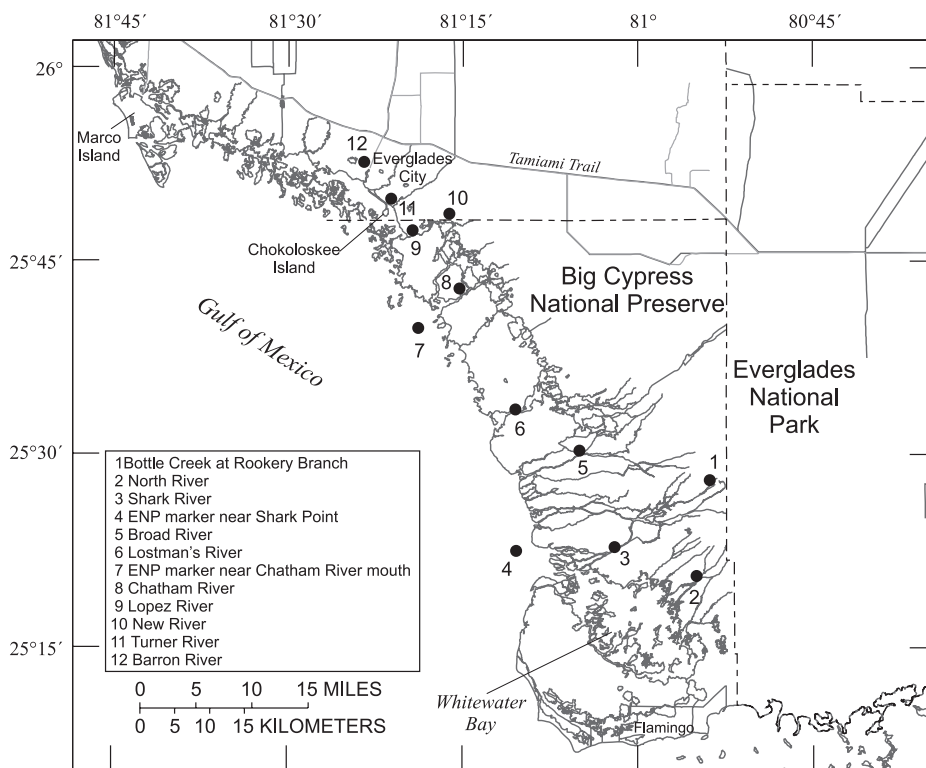 81°45′ 81°30′ 81°15′ 81° 80°45′
26°
Marco
Island
12
Everglades
City
Tamiami Trail
11
10
9
Chokoloskee
Island
25°45′
8
Big Cypress
National Preserve
Gulf of Mexico
7
Everglades
National
Park
6
25°30′
5
1
4
3
2
1Bottle Creek at Rookery Branch
2 North River
3 Shark River
4 ENP marker near Shark Point
5 Broad River
6 Lostman's River
7 ENP marker near Chatham River mouth
8 Chatham River
9 Lopez River
10 New River
11 Turner River
12 Barron River
25°15′
0 5 10 15 MILES
0 5 10 15 KILOMETERS
Whitewater
Bay
Flamingo